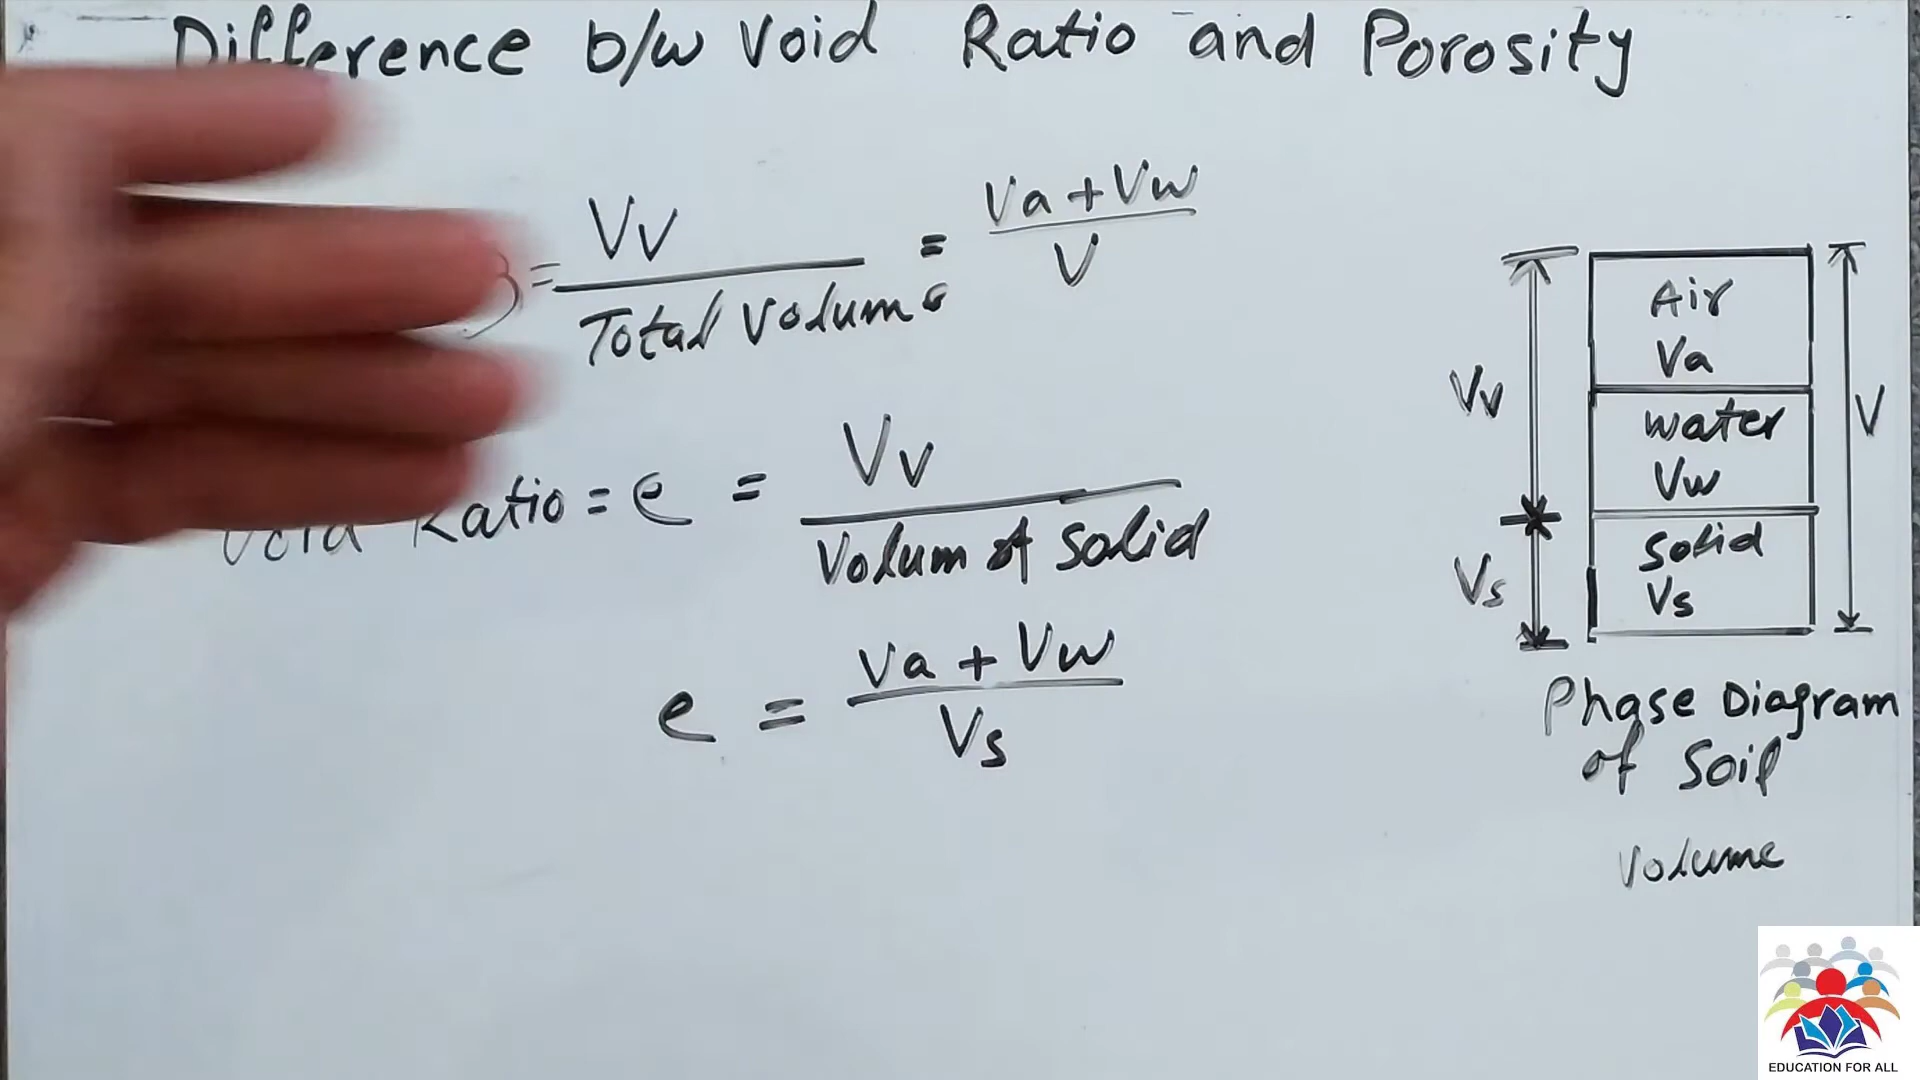 Difference b/w Void Ratio and Porosity
= Vv / Total Volume = Va + Vw / V
Void Ratio = e = Vv / Volum of Solid
e = Va + Vw / Vs
Air
Va
water
Vw
Solid
Vs
Vv
Vs
V
Phase Diagram
of Soil
Volume
EDUCATION FOR ALL